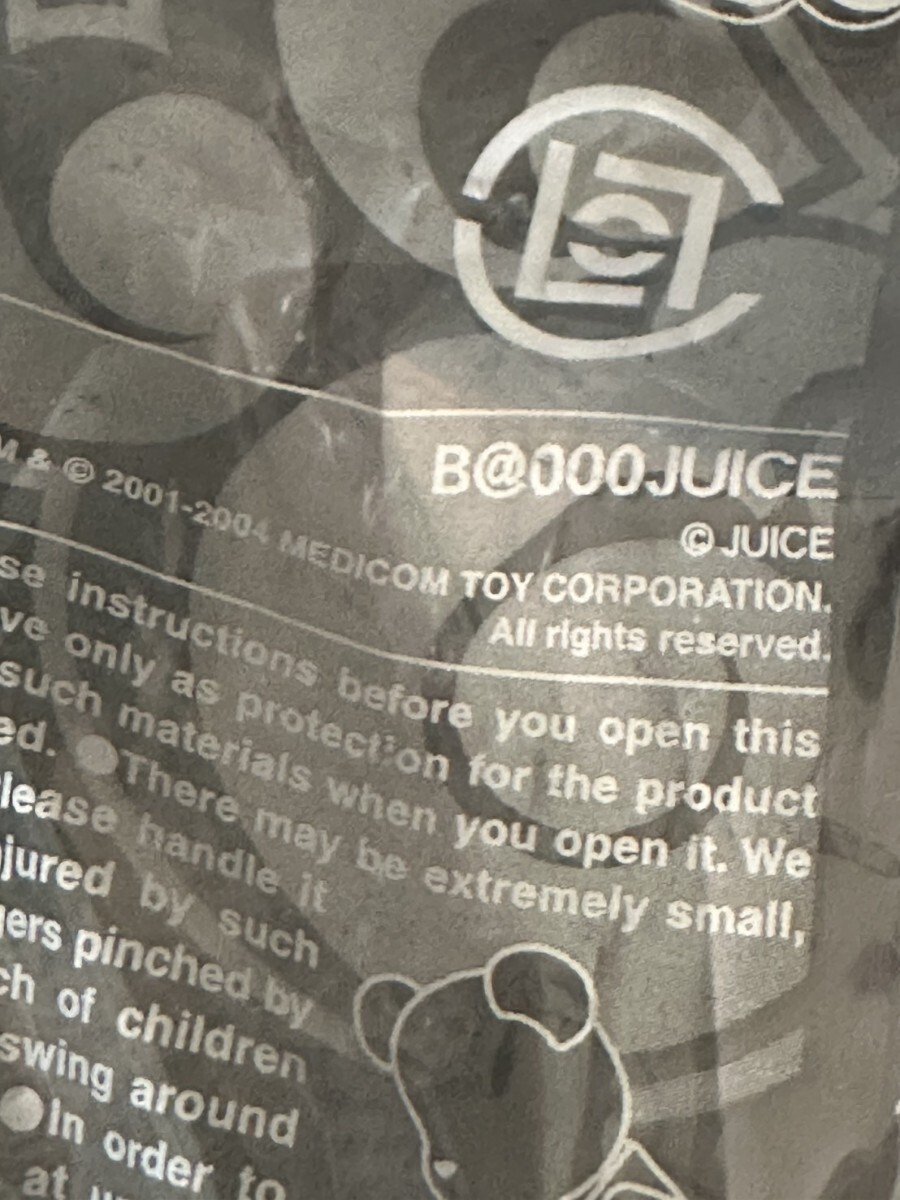 B@000JUICE
© JUICE
M & © 2001-2004 MEDICOM TOY CORPORATION.
All rights reserved.
se instructions before you open this
ve only as protection for the product
such materials when you open it. We
ed. ●There may be extremely small,
lease handle it
jured by such
gers pinched by
ch of children
swing around
●In order to
at